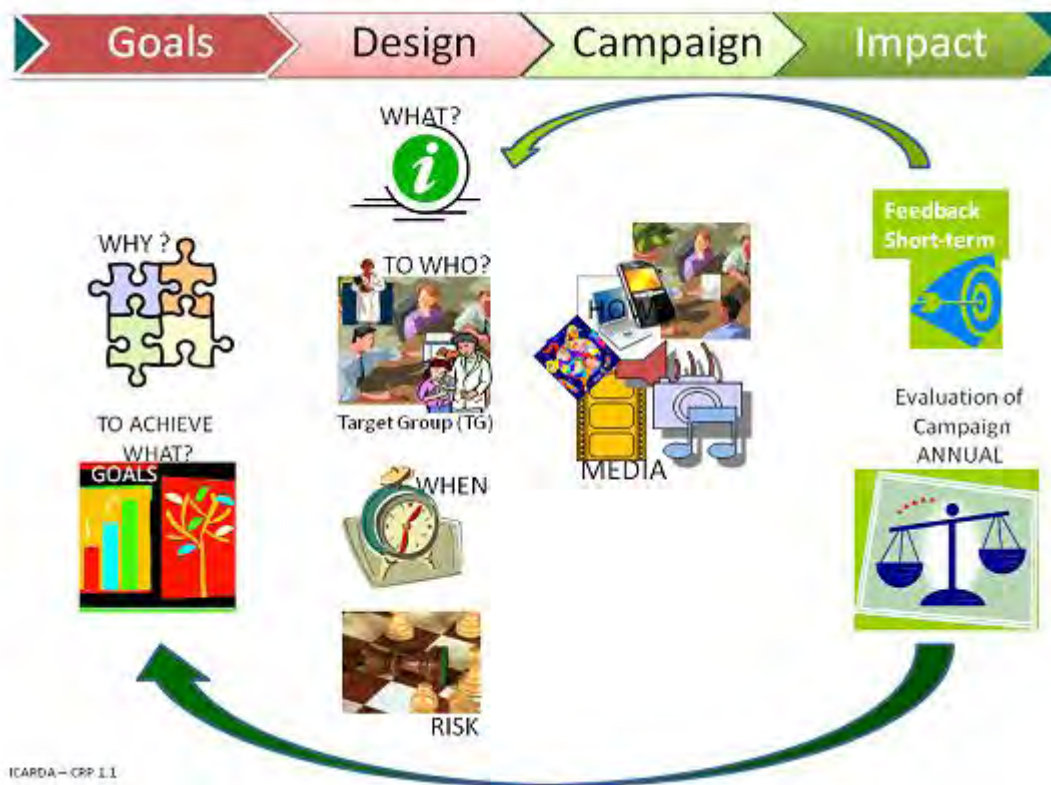 Goals
Design
Campaign
Impact
WHY ?
TO ACHIEVE
WHAT?
GOALS
WHAT?
i
TO WHO?
Target Group (TG)
WHEN
RISK
HOW
MEDIA
Feedback
Short-term
Evaluation of
Campaign
ANNUAL
ICARDA – CRP 1.1